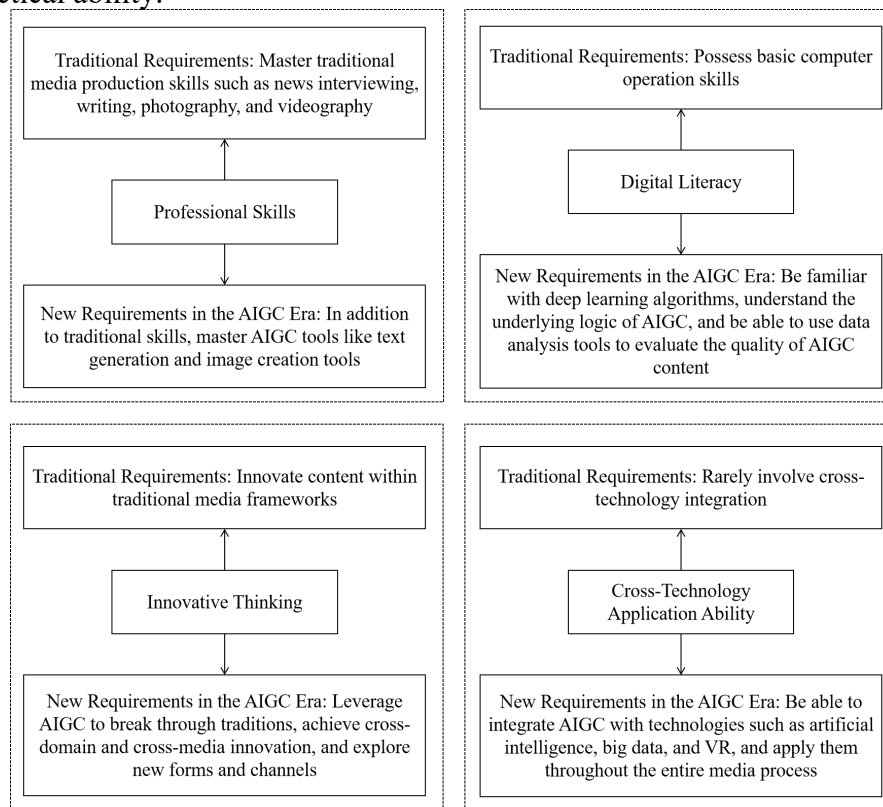 Traditional Requirements: Master traditional
media production skills such as news interviewing,
writing, photography, and videography
Professional Skills
New Requirements in the AIGC Era: In addition
to traditional skills, master AIGC tools like text
generation and image creation tools
Traditional Requirements: Possess basic computer
operation skills
Digital Literacy
New Requirements in the AIGC Era: Be familiar
with deep learning algorithms, understand the
underlying logic of AIGC, and be able to use data
analysis tools to evaluate the quality of AIGC
content
Traditional Requirements: Innovate content within
traditional media frameworks
Innovative Thinking
New Requirements in the AIGC Era: Leverage
AIGC to break through traditions, achieve cross-
domain and cross-media innovation, and explore
new forms and channels
Traditional Requirements: Rarely involve cross-
technology integration
Cross-Technology
Application Ability
New Requirements in the AIGC Era: Be able to
integrate AIGC with technologies such as artificial
intelligence, big data, and VR, and apply them
throughout the entire media process